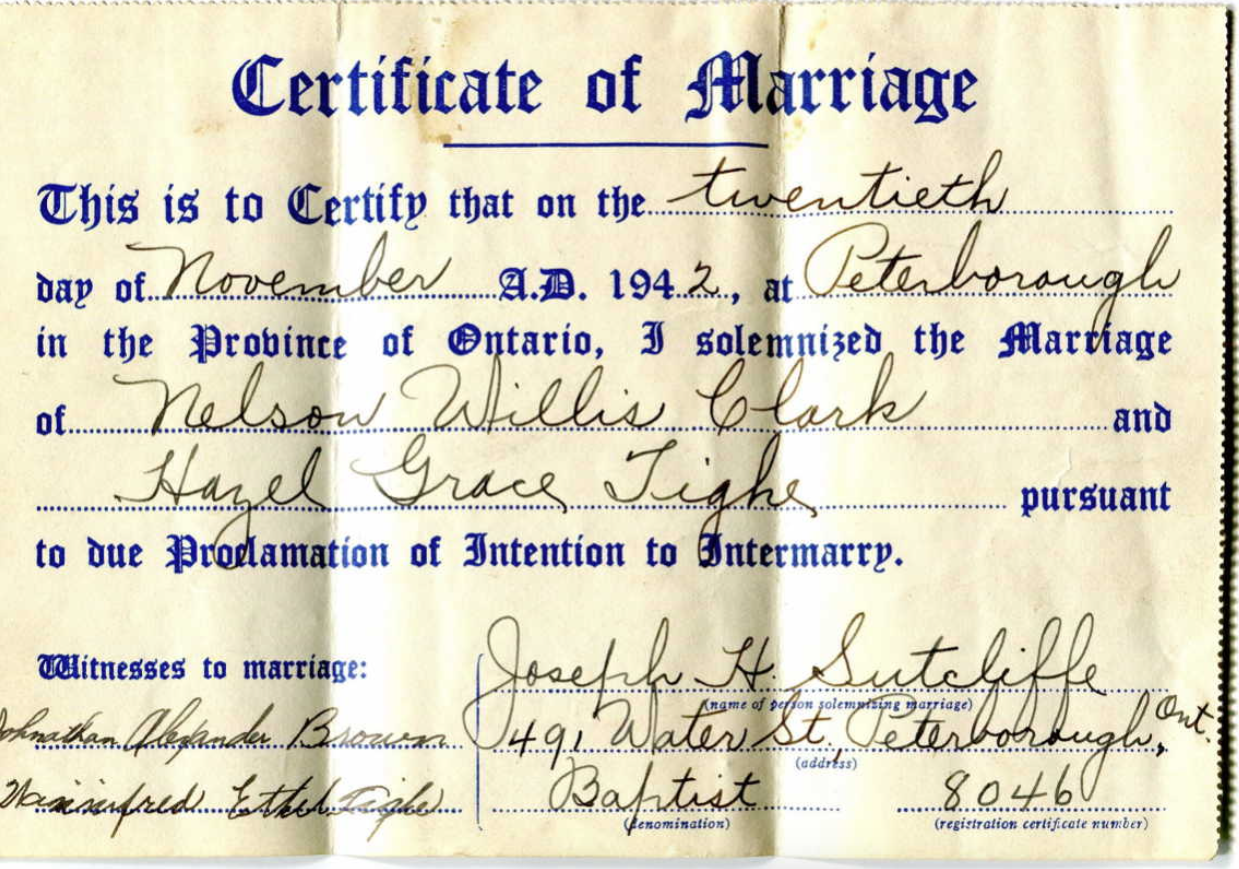 Certificate of Marriage
This is to Certify that on the twentieth
day of November A.D. 1942, at Peterborough
in the Province of Ontario, I solemnized the Marriage
of Nelson Willis Clark and
Hazel Grace Tighe pursuant
to due Proclamation of Intention to Intermarry.
Witnesses to marriage:
Joseph H. Sutcliffe
(name of person solemnizing marriage)
Johnathan Alexander Brown
491 Water St, Peterborough, Ont.
(address)
Ethel Tighe
Baptist
(denomination)
8046
(registration certificate number)